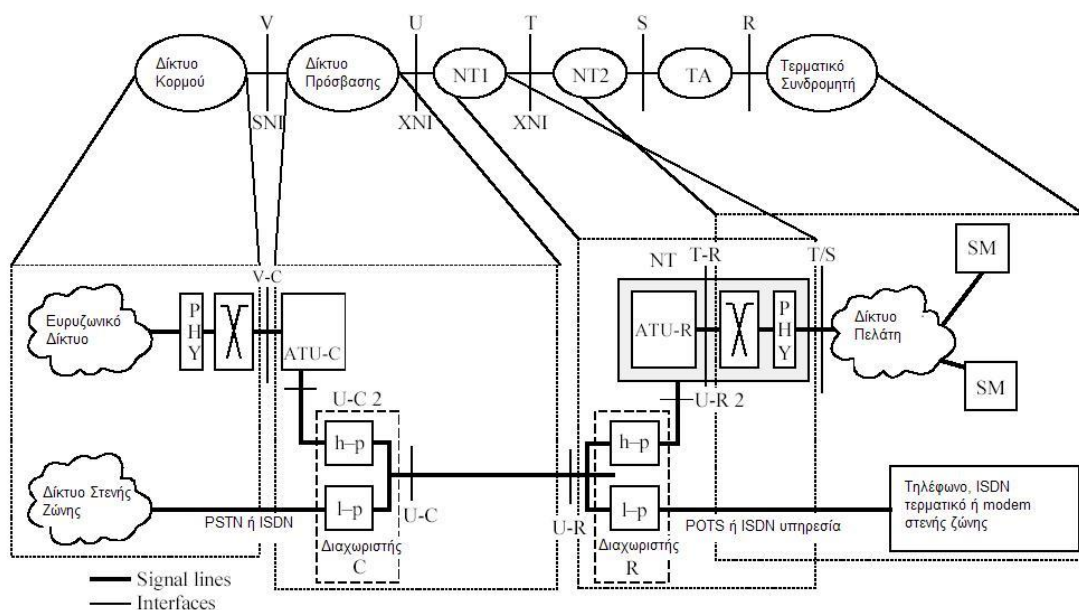 V
U
T
S
R
Δίκτυο
Κορμού
Δίκτυο
Πρόσβασης
NT1
NT2
TA
Τερματικό
Συνδρομητή
SNI
XNI
XNI
V-C
NT
T-R
T/S
SM
Ευρυζωνικό
Δίκτυο
P
H
Y
ATU-C
ATU-R
P
H
Y
Δίκτυο
Πελάτη
SM
U-C 2
U-R 2
h–p
h–p
Δίκτυο Στενής
Ζώνης
PSTN ή ISDN
l–p
U-C
U-R
l–p
POTS ή ISDN υπηρεσία
Τηλέφωνο, ISDN
τερματικό ή modem
στενής ζώνης
Διαχωριστής
C
Διαχωριστής
R
Signal lines
Interfaces